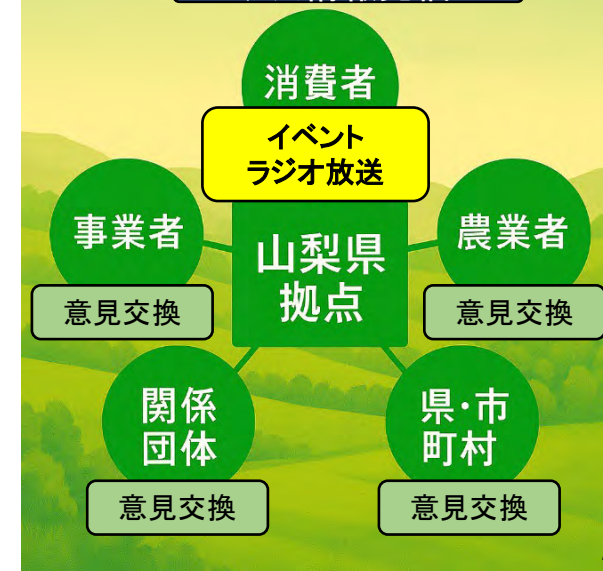 消費者
イベント
ラジオ放送
事業者
農業者
山梨県
拠点
意見交換
意見交換
関係
団体
県・市
町村
意見交換
意見交換